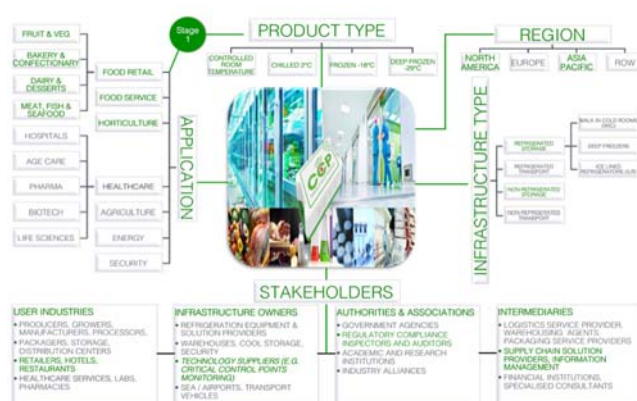 Stage
1
PRODUCT TYPE
CONTROLLED
ROOM
TEMPERATURE
CHILLED 2°C
FROZEN -18°C
DEEP FROZEN
-29°C
REGION
NORTH
AMERICA
EUROPE
ASIA
PACIFIC
ROW
FRUIT & VEG
BAKERY &
CONFECTIONARY
DAIRY &
DESSERTS
MEAT, FISH &
SEAFOOD
HOSPITALS
AGE CARE
PHARMA
BIOTECH
LIFE SCIENCES
FOOD RETAIL
FOOD SERVICE
HORTICULTURE
HEALTHCARE
AGRICULTURE
ENERGY
SECURITY
APPLICATION
CCP
INFRASTRUCTURE TYPE
REFRIGERATED
STORAGE
REFRIGERATED
TRANSPORT
NON-REFRIGERATED
STORAGE
NON-REFRIGERATED
TRANSPORT
WALK IN COLD ROOMS
DEEP FREEZERS
ICE LINED
STAKEHOLDERS
USER INDUSTRIES
• PRODUCERS, GROWERS,
MANUFACTURERS, PROCESSORS,
• PACKAGERS, STORAGE,
DISTRIBUTION CENTERS
• RETAILERS, HOTELS,
RESTAURANTS
• HEALTHCARE SERVICES, LABS,
PHARMACIES
INFRASTRUCTURE OWNERS
• REFRIGERATION EQUIPMENT &
SOLUTION PROVIDERS
• WAREHOUSES, COOL STORAGE,
SECURITY
• TECHNOLOGY SUPPLIERS (E.G.
CRITICAL CONTROL POINTS
MONITORING)
• SEA / AIRPORTS, TRANSPORT
VEHICLES
AUTHORITIES & ASSOCIATIONS
• GOVERNMENT AGENCIES
• REGULATORY COMPLIANCE
INSPECTORS AND AUDITORS
• ACADEMIC AND RESEARCH
INSTITUTIONS
• INDUSTRY ALLIANCES
INTERMEDIARIES
• LOGISTICS SERVICE PROVIDER,
WAREHOUSING AGENTS,
PACKAGING SERVICE PROVIDERS
• SUPPLY CHAIN SOLUTION
PROVIDERS, INFORMATION
MANAGEMENT
• FINANCIAL INSTITUTIONS,
SPECIALISED CONSULTANTS